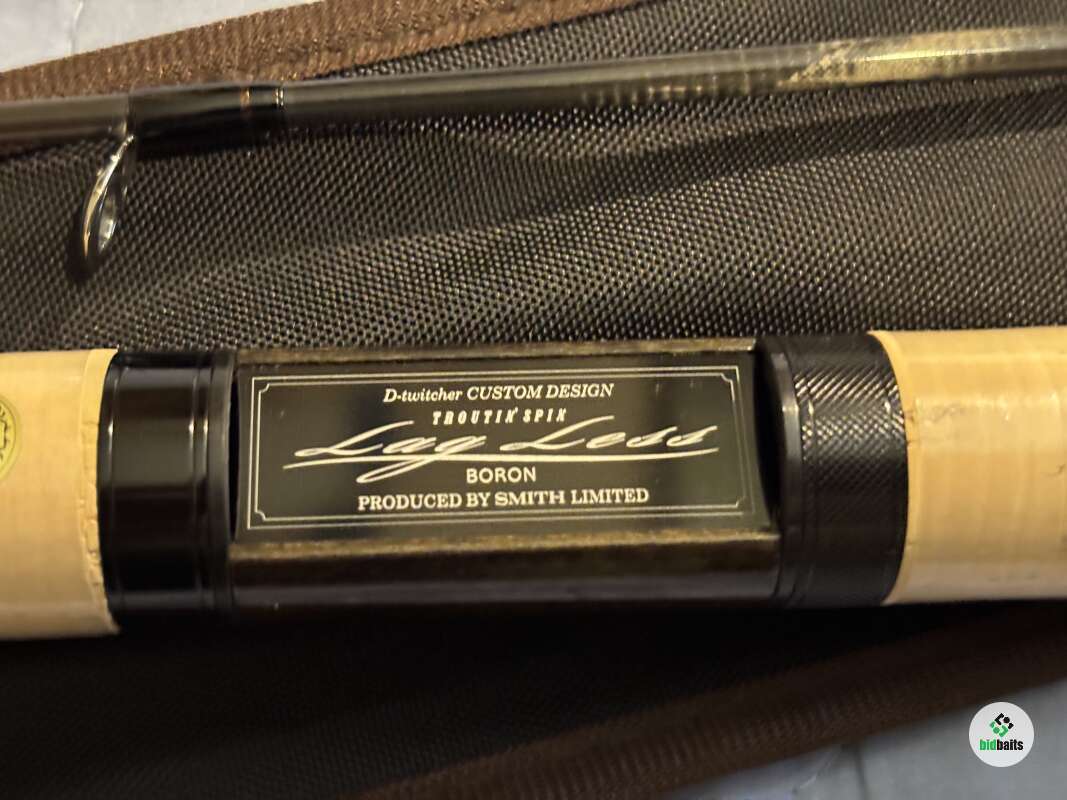 D-twitcher CUSTOM DESIGN
TROUTIN' SPIN
Lag Less
BORON
PRODUCED BY SMITH LIMITED
bidbaits